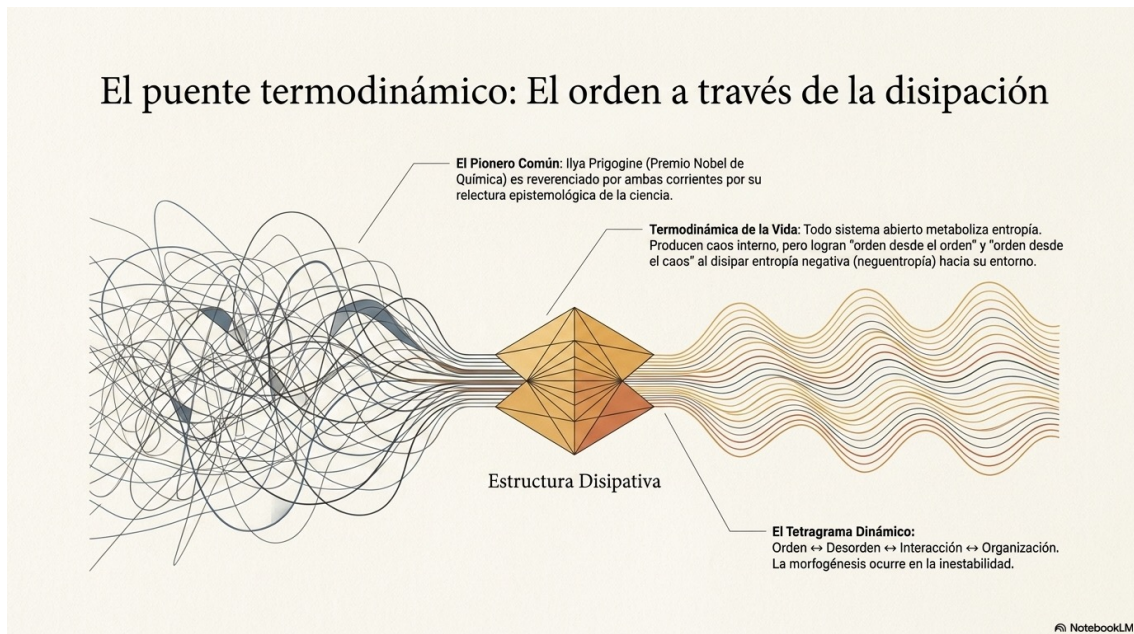 El puente termodinámico: El orden a través de la disipación
El Pionero Común: Ilya Prigogine (Premio Nobel de
Química) es reverenciado por ambas corrientes por su
relectura epistemológica de la ciencia.
Termodinámica de la Vida: Todo sistema abierto metaboliza entropía.
Producen caos interno, pero logran "orden desde el orden" y "orden desde
el caos" al disipar entropía negativa (neguentropía) hacia su entorno.
Estructura Disipativa
El Tetragrama Dinámico:
Orden ↔ Desorden ↔ Interacción ↔ Organización.
La morfogénesis ocurre en la inestabilidad.
NotebookLM